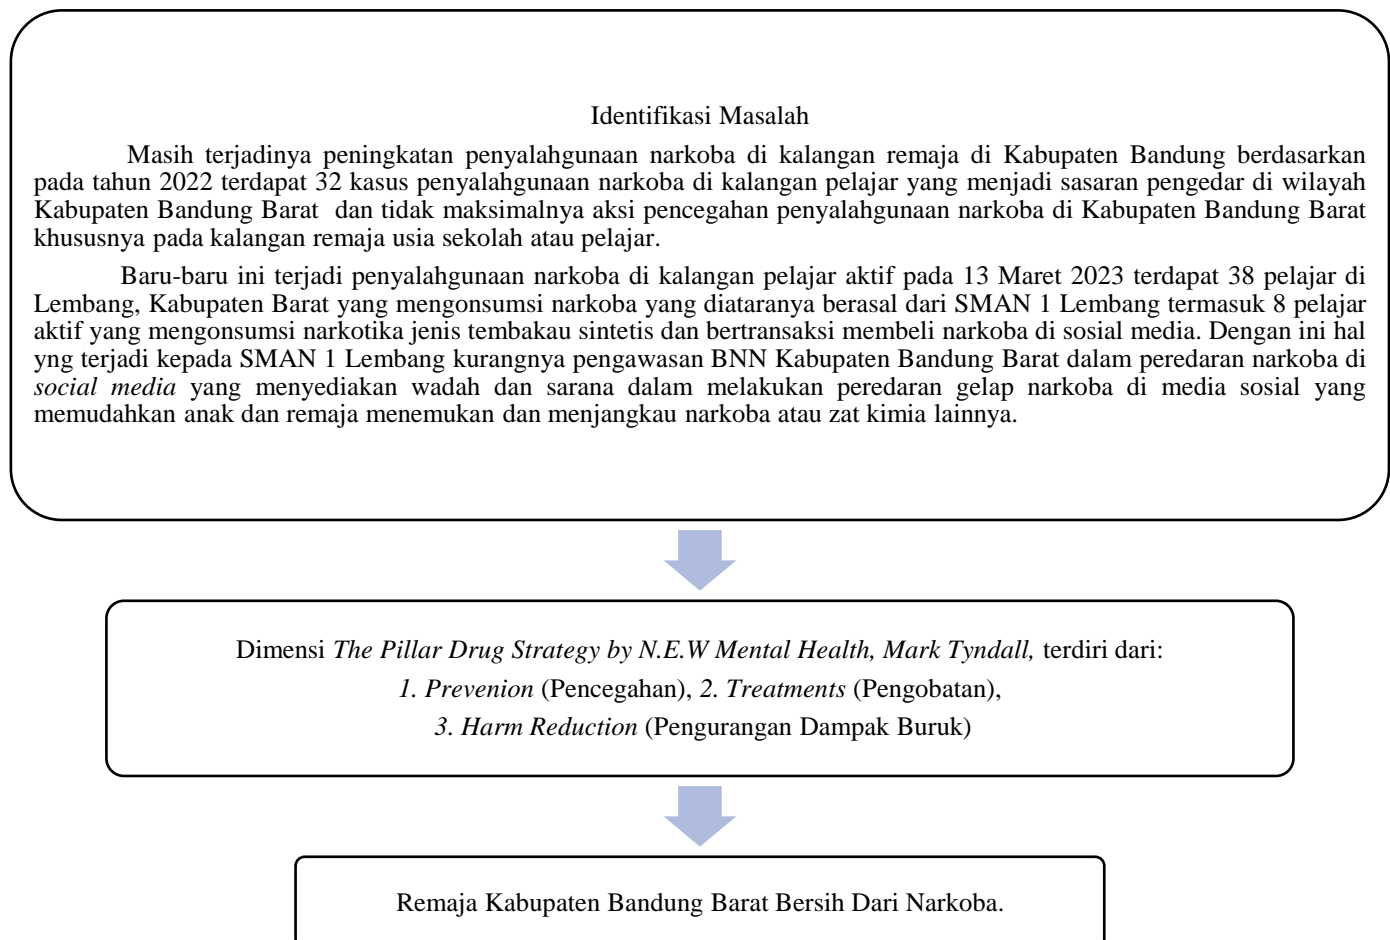 Identifikasi Masalah
Masih terjadinya peningkatan penyalahgunaan narkoba di kalangan remaja di Kabupaten Bandung berdasarkan
pada tahun 2022 terdapat 32 kasus penyalahgunaan narkoba di kalangan pelajar yang menjadi sasaran pengedar di wilayah
Kabupaten Bandung Barat dan tidak maksimalnya aksi pencegahan penyalahgunaan narkoba di Kabupaten Bandung Barat
khususnya pada kalangan remaja usia sekolah atau pelajar.
Baru-baru ini terjadi penyalahgunaan narkoba di kalangan pelajar aktif pada 13 Maret 2023 terdapat 38 pelajar di
Lembang, Kabupaten Barat yang mengonsumsi narkoba yang diataranya berasal dari SMAN 1 Lembang termasuk 8 pelajar
aktif yang mengonsumsi narkotika jenis tembakau sintetis dan bertransaksi membeli narkoba di sosial media. Dengan ini hal
yng terjadi kepada SMAN 1 Lembang kurangnya pengawasan BNN Kabupaten Bandung Barat dalam peredaran narkoba di
social media yang menyediakan wadah dan sarana dalam melakukan peredaran gelap narkoba di media sosial yang
memudahkan anak dan remaja menemukan dan menjangkau narkoba atau zat kimia lainnya.
Dimensi The Pillar Drug Strategy by N.E.W Mental Health, Mark Tyndall, terdiri dari:
1. Prevenion (Pencegahan), 2. Treatments (Pengobatan),
3. Harm Reduction (Pengurangan Dampak Buruk)
Remaja Kabupaten Bandung Barat Bersih Dari Narkoba.